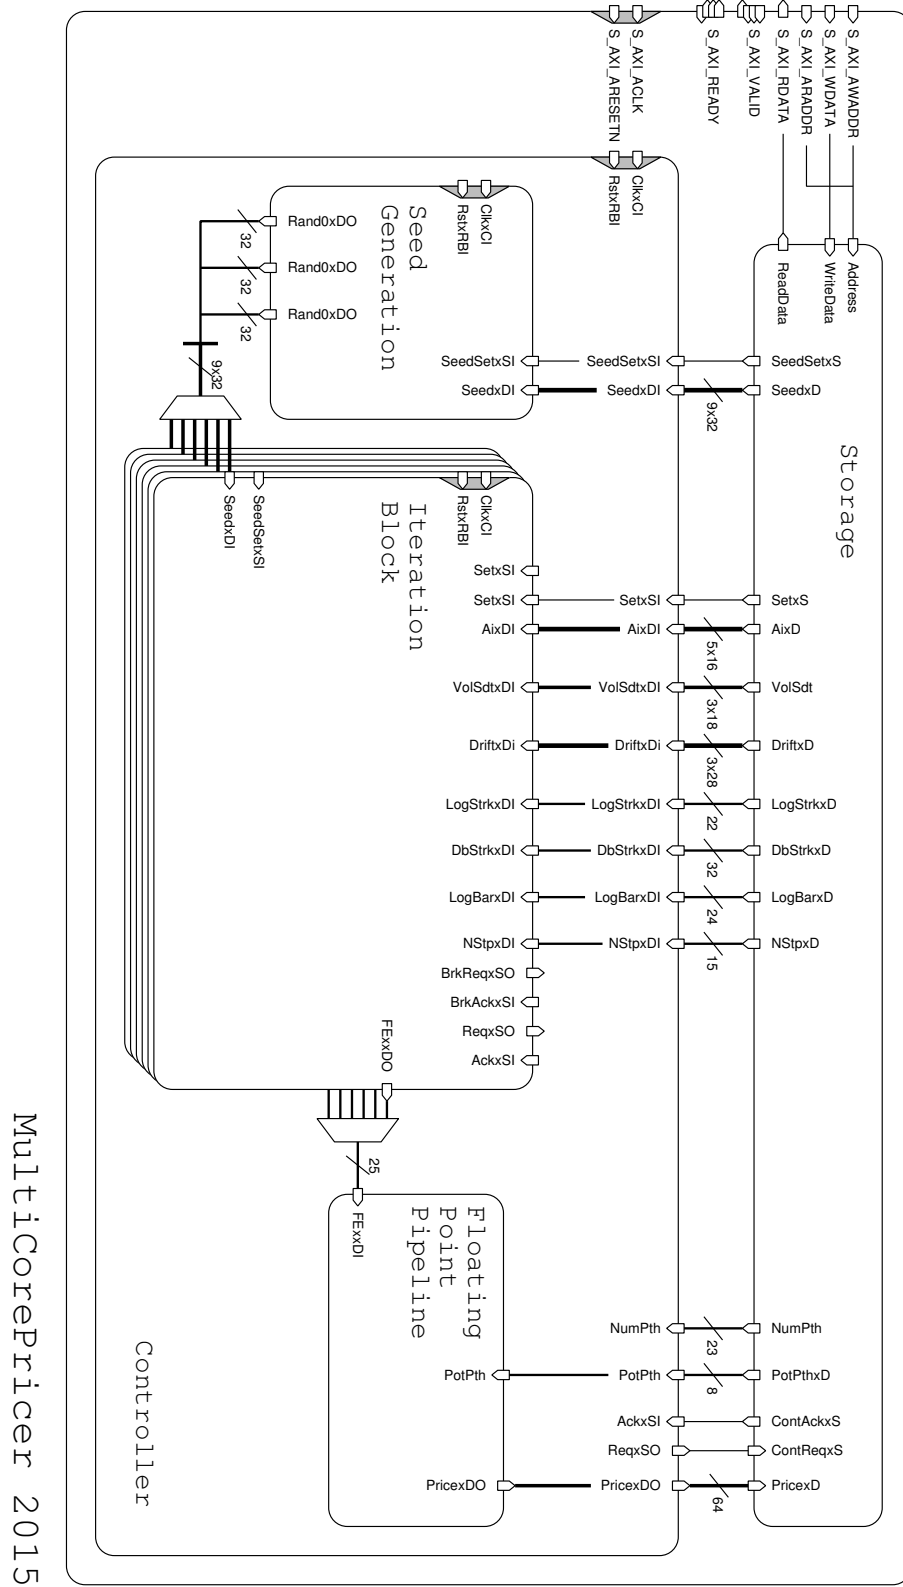 S_AXI_ARESETN
S_AXI_ACLK
S_AXI_READY
S_AXI_VALID
S_AXI_RDATA
S_AXI_ARADDR
S_AXI_WDATA
S_AXI_AWADDR
RstxRBI
ClkxCI
ReadData
WriteData
Address
Storage
SeedSetxS
SeedxD
SetxS
AixD
VolSdt
DriftxD
LogStrkxD
DbStrkxD
LogBarxD
NStpxD
NumPth
PotPthxD
ContAckxS
ContReqxS
PricexD
9x32
5x16
3x18
3x28
22
32
24
15
23
8
64
SeedSetxSI
SeedxDI
SetxSI
AixDI
VolSdtxDI
DriftxDi
LogStrkxDI
DbStrkxDI
LogBarxDI
NStpxDI
NumPth
PotPth
AckxSI
ReqxSO
PricexDO
Seed
Generation
RstxRBI
ClkxCI
Rand0xDO
Rand0xDO
Rand0xDO
32
32
32
9x32
SeedSetxSI
SeedxDI
Iteration
Block
RstxRBI
ClkxCI
SeedxDI
SeedSetxSI
SetxSI
SetxSI
AixDI
VolSdtxDI
DriftxDi
LogStrkxDI
DbStrkxDI
LogBarxDI
NStpxDI
BrkReqxSO
BrkAckxSI
ReqxSO
AckxSI
FExxDO
25
FExxDI
Floating
Point
Pipeline
PotPth
PricexDO
Controller
MultiCorePricer 2015